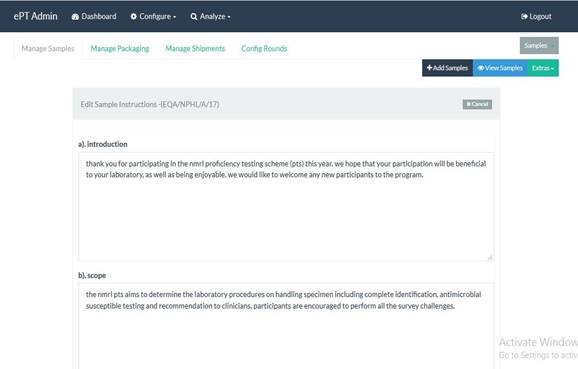 ePT Admin Dashboard Configure Analyze Logout
Manage Samples Manage Packaging Manage Shipments Config Rounds Samples
Add Samples View Samples Extras
Edit Sample Instructions -(EQA/NPHL/A/17) Cancel
a). introduction
thank you for participating in the nmrl proficiency testing scheme (pts) this year. we hope that your participation will be beneficial
to your laboratory, as well as being enjoyable. we would like to welcome any new participants to the program.
b). scope
the nmrl pts aims to determine the laboratory procedures on handling specimen including complete identification, antimicrobial
susceptible testing and recommendation to clinicians. participants are encouraged to perform all the survey challenges.
Activate Window
Go to Settings to activ